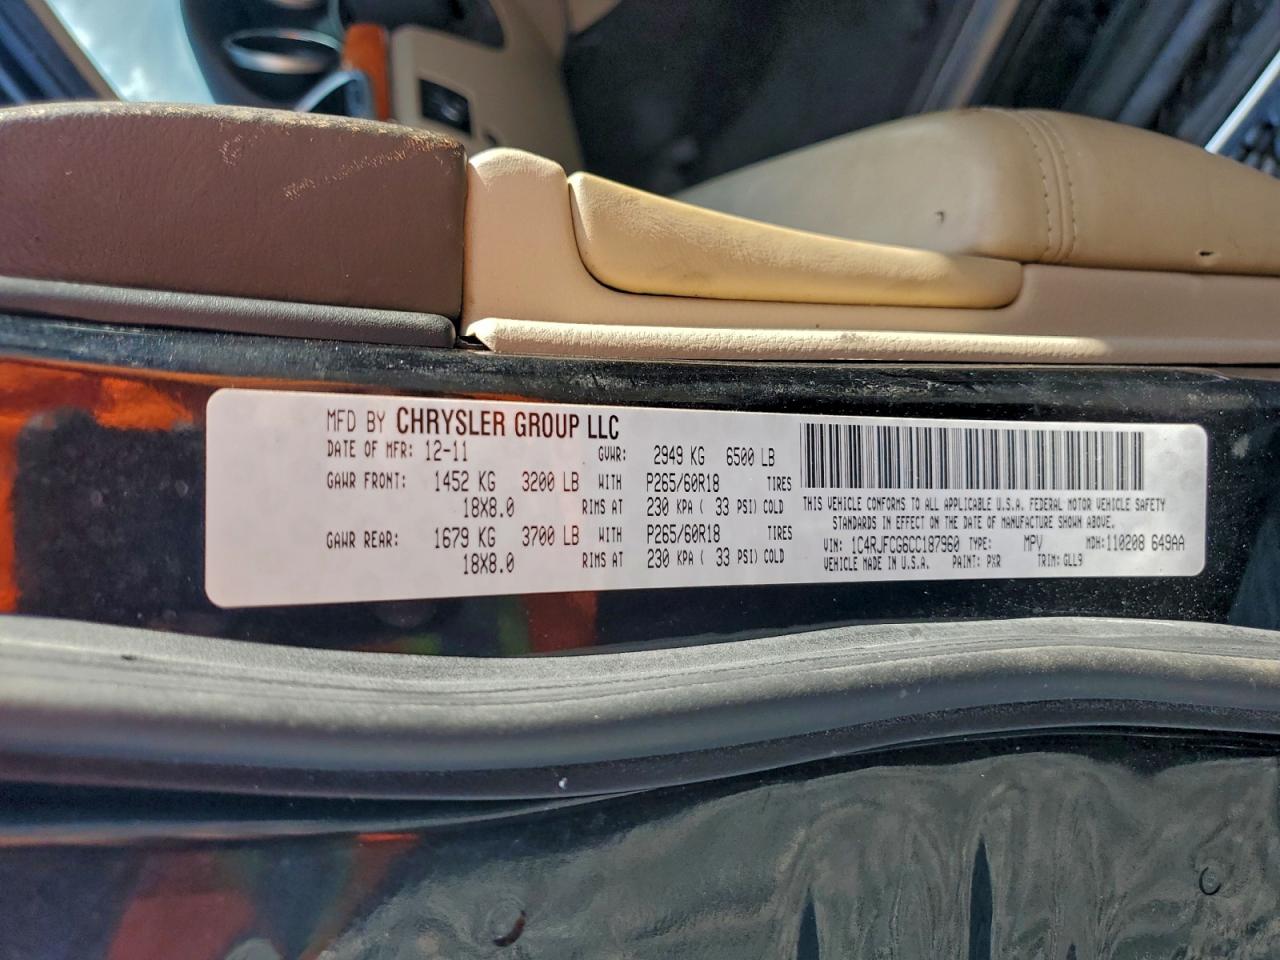 MFD BY CHRYSLER GROUP LLC
DATE OF MFR: 12-11 GVWR: 2949 KG 6500 LB
GAWR FRONT: 1452 KG 3200 LB WITH P265/60R18 TIRES
18X8.0 RIMS AT 230 KPA ( 33 PSI) COLD
GAWR REAR: 1679 KG 3700 LB WITH P265/60R18 TIRES
18X8.0 RIMS AT 230 KPA ( 33 PSI) COLD
THIS VEHICLE CONFORMS TO ALL APPLICABLE U.S.A. FEDERAL MOTOR VEHICLE SAFETY
STANDARDS IN EFFECT ON THE DATE OF MANUFACTURE SHOWN ABOVE.
VIN: 1C4RJFCG6CC187960 TYPE: MPV MDH: 110208 649AA
VEHICLE MADE IN U.S.A. PAINT: PXR TRIM: GLL9